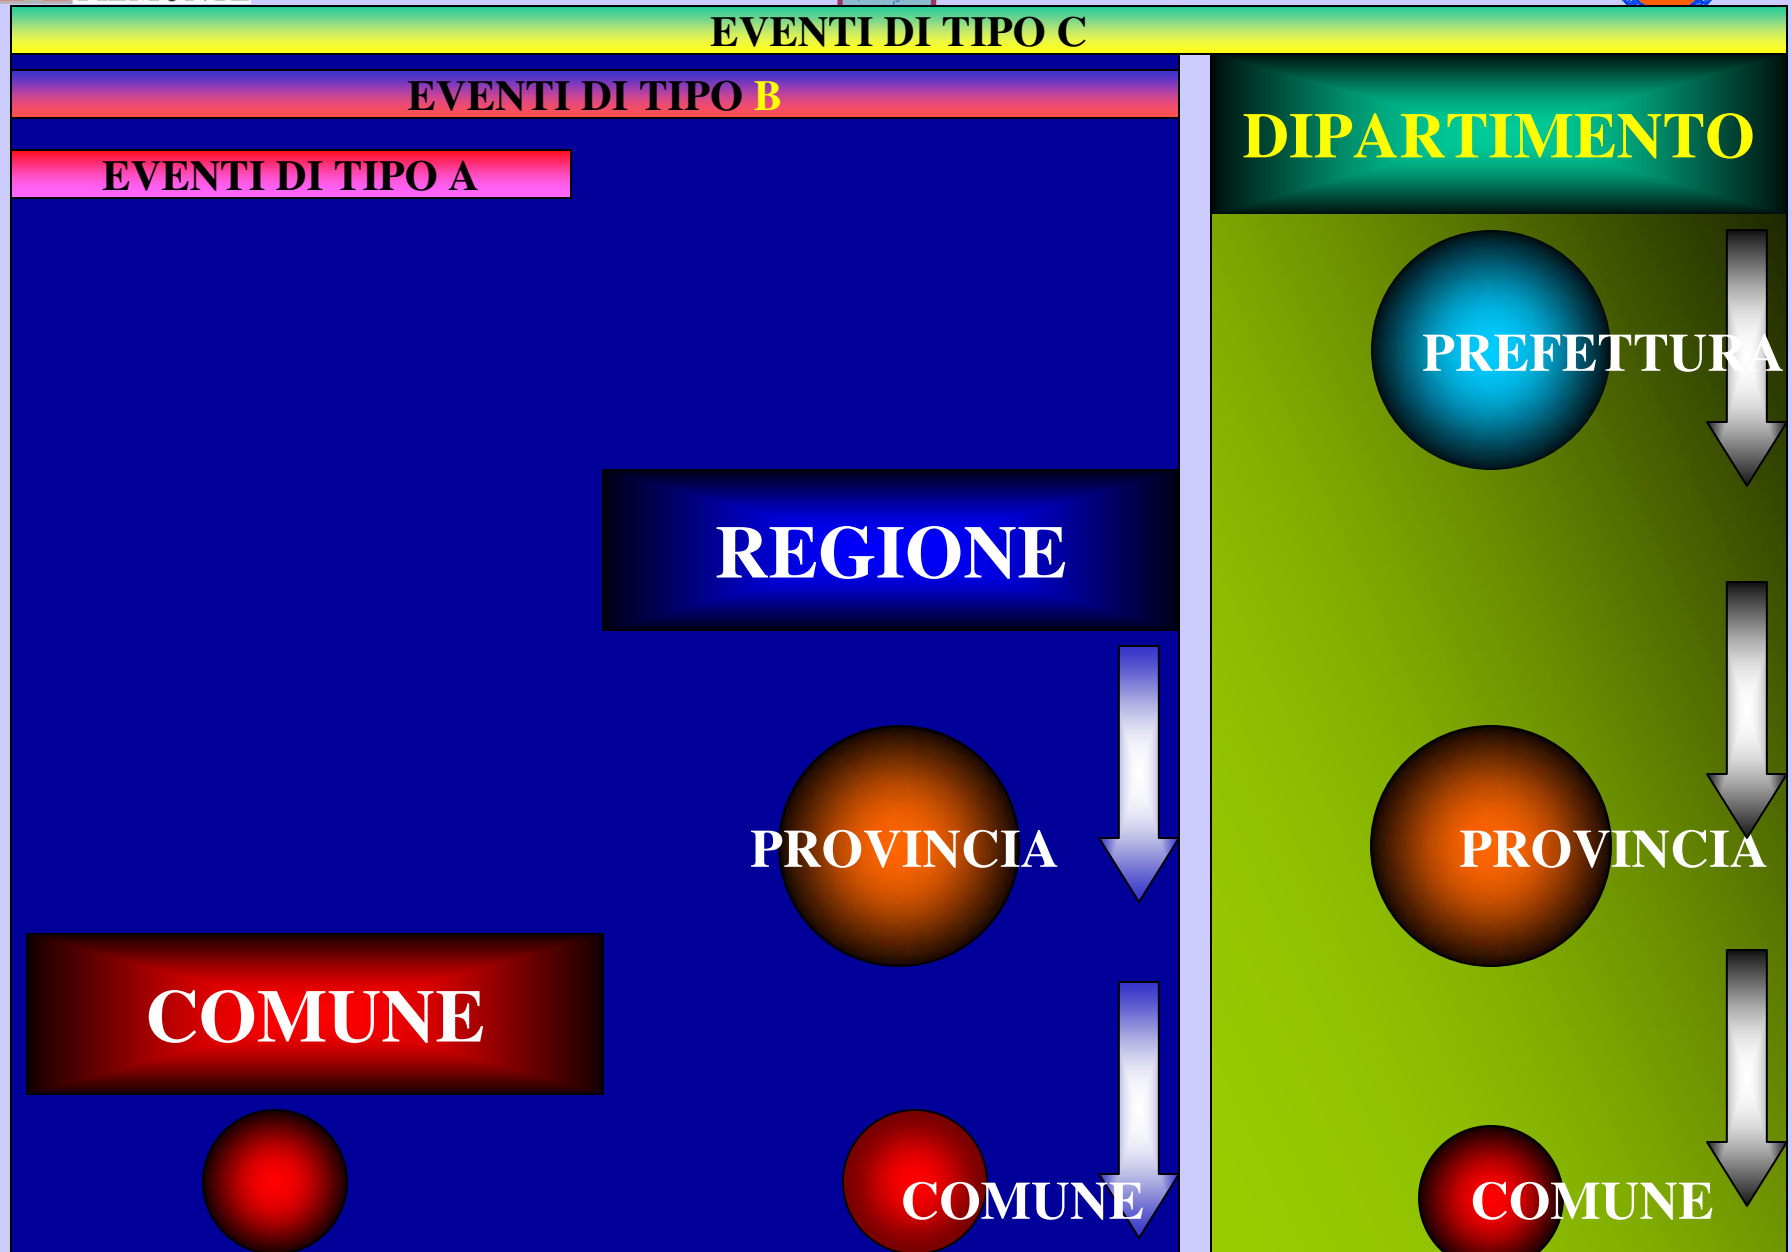 EVENTI DI TIPO C
EVENTI DI TIPO B
EVENTI DI TIPO A
DIPARTIMENTO
PREFETTURA
REGIONE
PROVINCIA
PROVINCIA
COMUNE
COMUNE
COMUNE